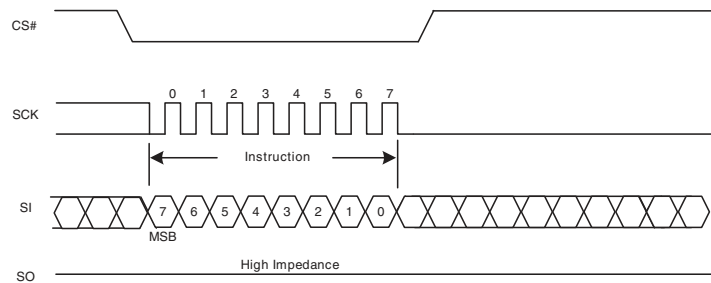 CS#
0 1 2 3 4 5 6 7
SCK
Instruction
SI
7 6 5 4 3 2 1 0
MSB
High Impedance
SO